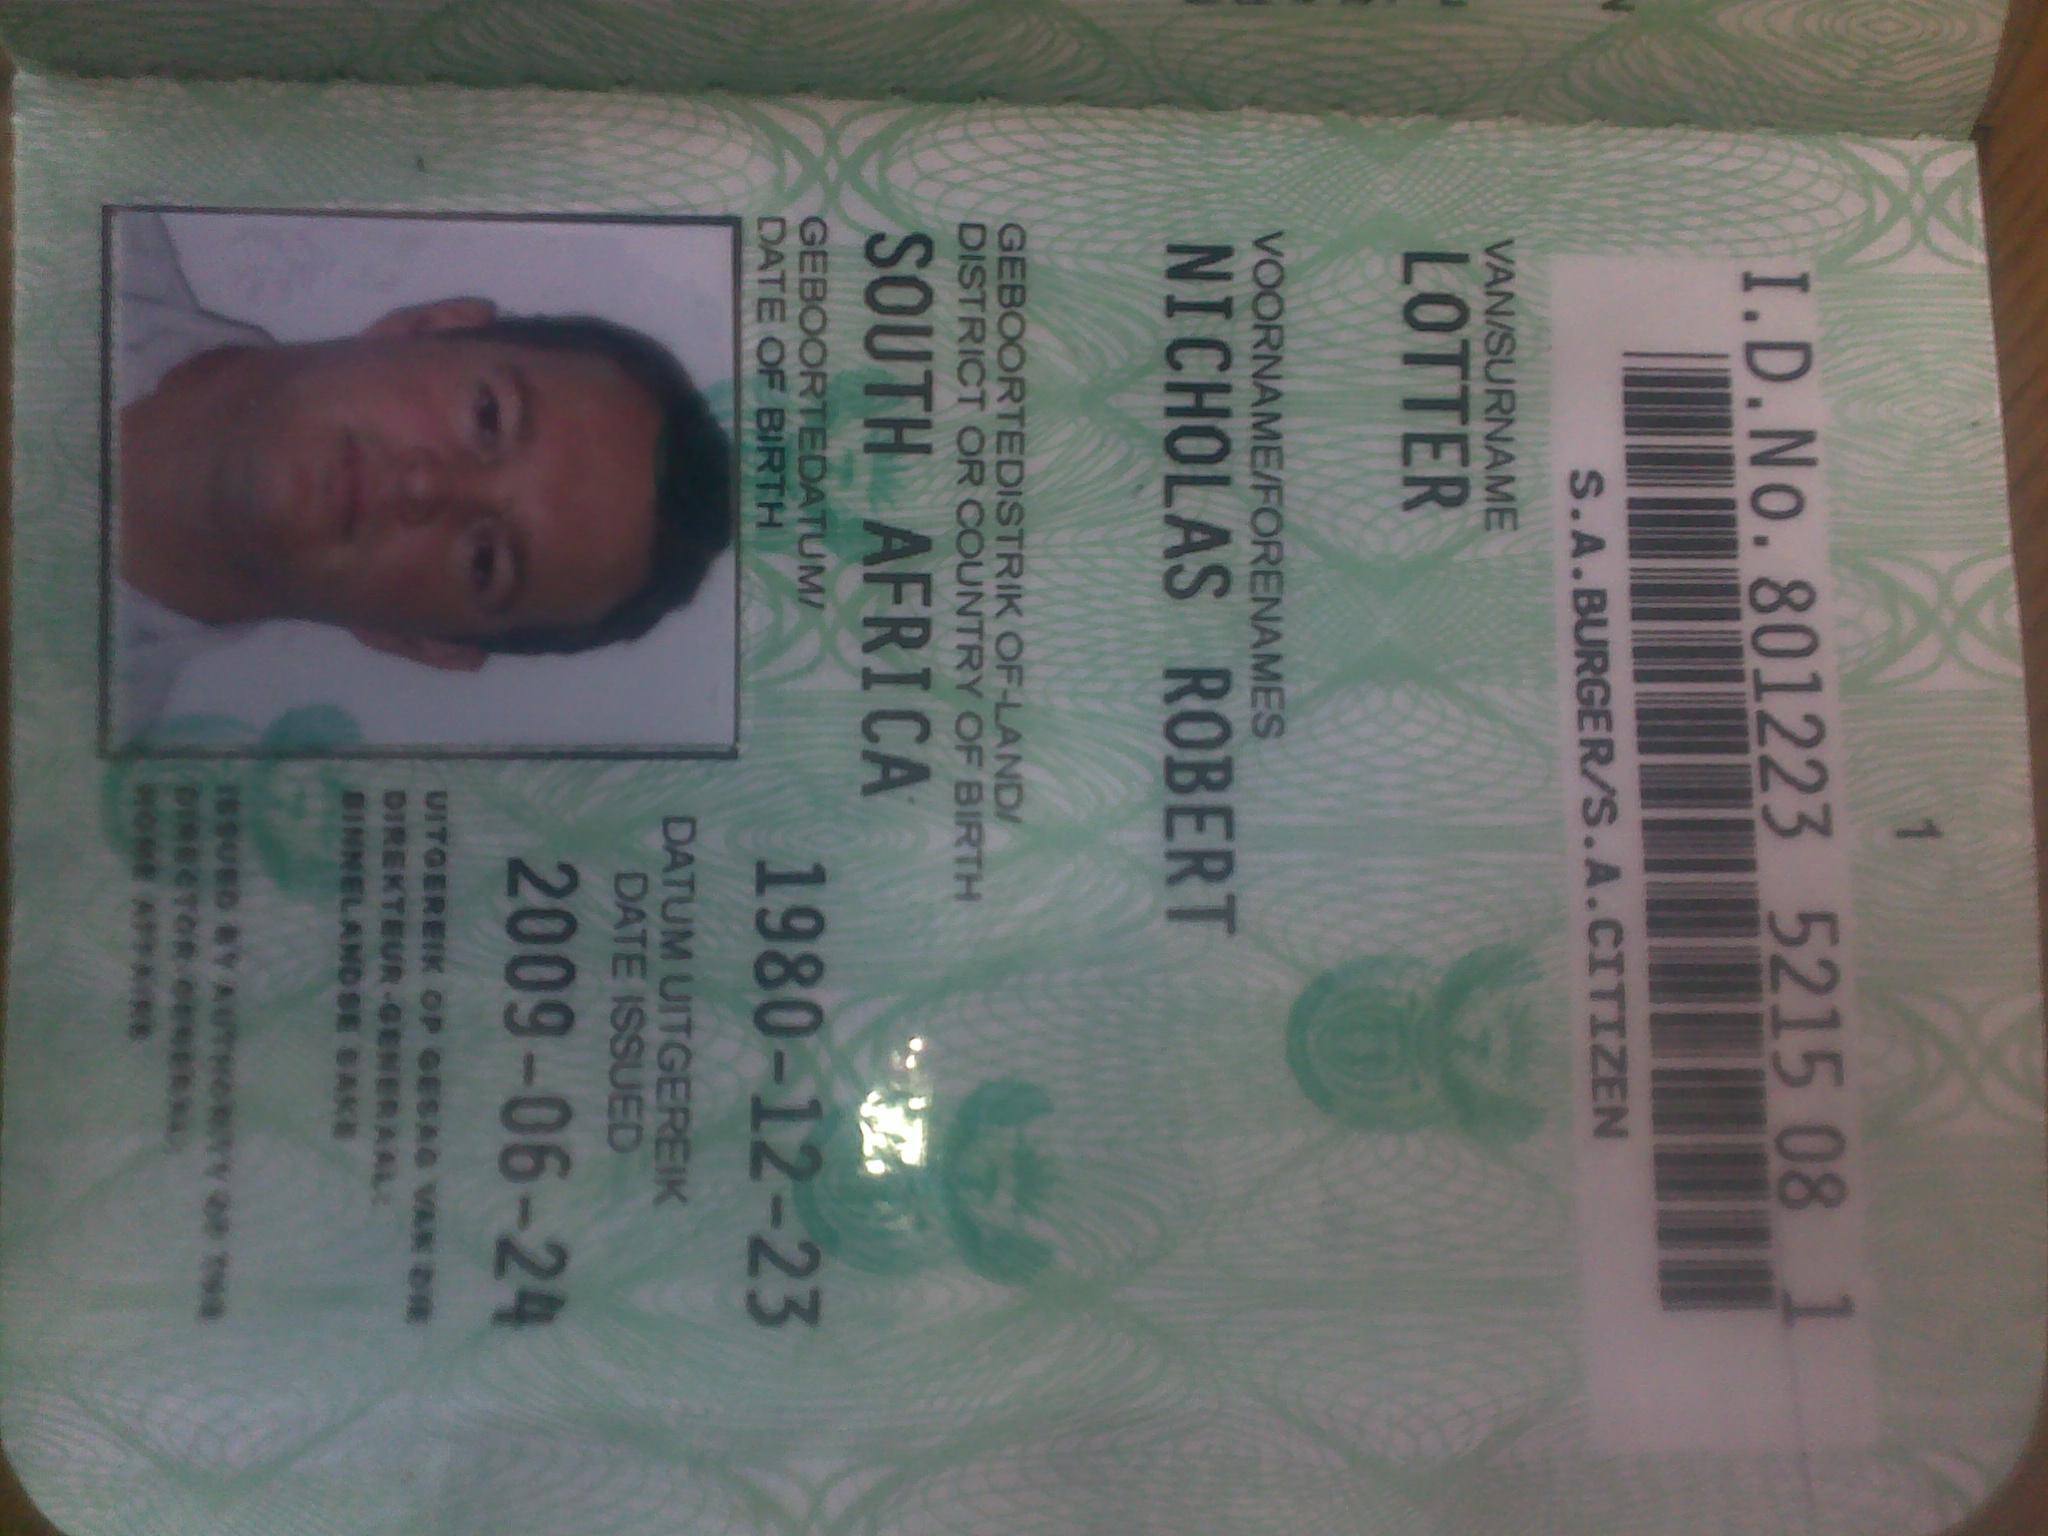 1
I.D.No. 801223 5215 08 1
S.A.BURGER/S.A.CITIZEN
VAN/SURNAME
LOTTER
VOORNAME/FORENAMES
NICHOLAS ROBERT
GEBOORTEDISTRIK OF-LAND/
DISTRICT OR COUNTRY OF BIRTH
SOUTH AFRICA
GEBOORTEDATUM/
DATE OF BIRTH
1980-12-23
DATUM UITGEREIK
DATE ISSUED
2009-06-24
UITGEREIK OP GESAG VAN DIE
DIREKTEUR-GENERAAL:
BINNELANDSE SAKE
ISSUED BY AUTHORITY OF THE
DIRECTOR-GENERAL:
HOME AFFAIRS